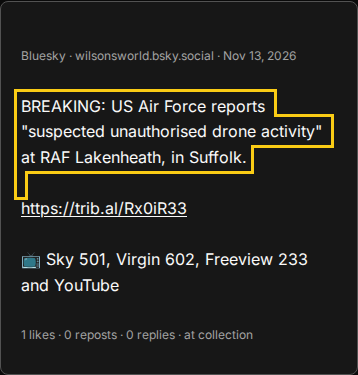 Bluesky · wilsonsworld.bsky.social · Nov 13, 2026
BREAKING: US Air Force reports
"suspected unauthorised drone activity"
at RAF Lakenheath, in Suffolk.
https://trib.al/Rx0iR33
📺 Sky 501, Virgin 602, Freeview 233
and YouTube
1 likes · 0 reposts · 0 replies · at collection